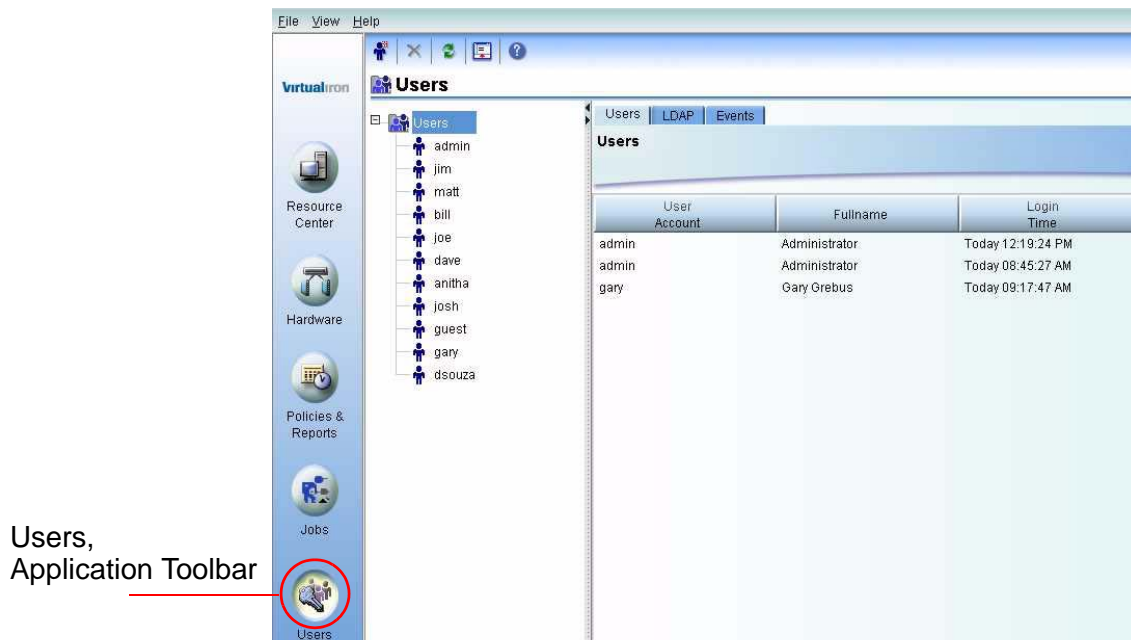 File View Help
VirtualIron
Users
Users
admin
jim
matt
bill
joe
dave
anitha
josh
guest
gary
dsouza
Users LDAP Events
Users
User Account Fullname Login Time
admin Administrator Today 12:19:24 PM
admin Administrator Today 08:45:27 AM
gary Gary Grebus Today 09:17:47 AM
Resource
Center
Hardware
Policies &
Reports
Jobs
Users
Users,
Application Toolbar